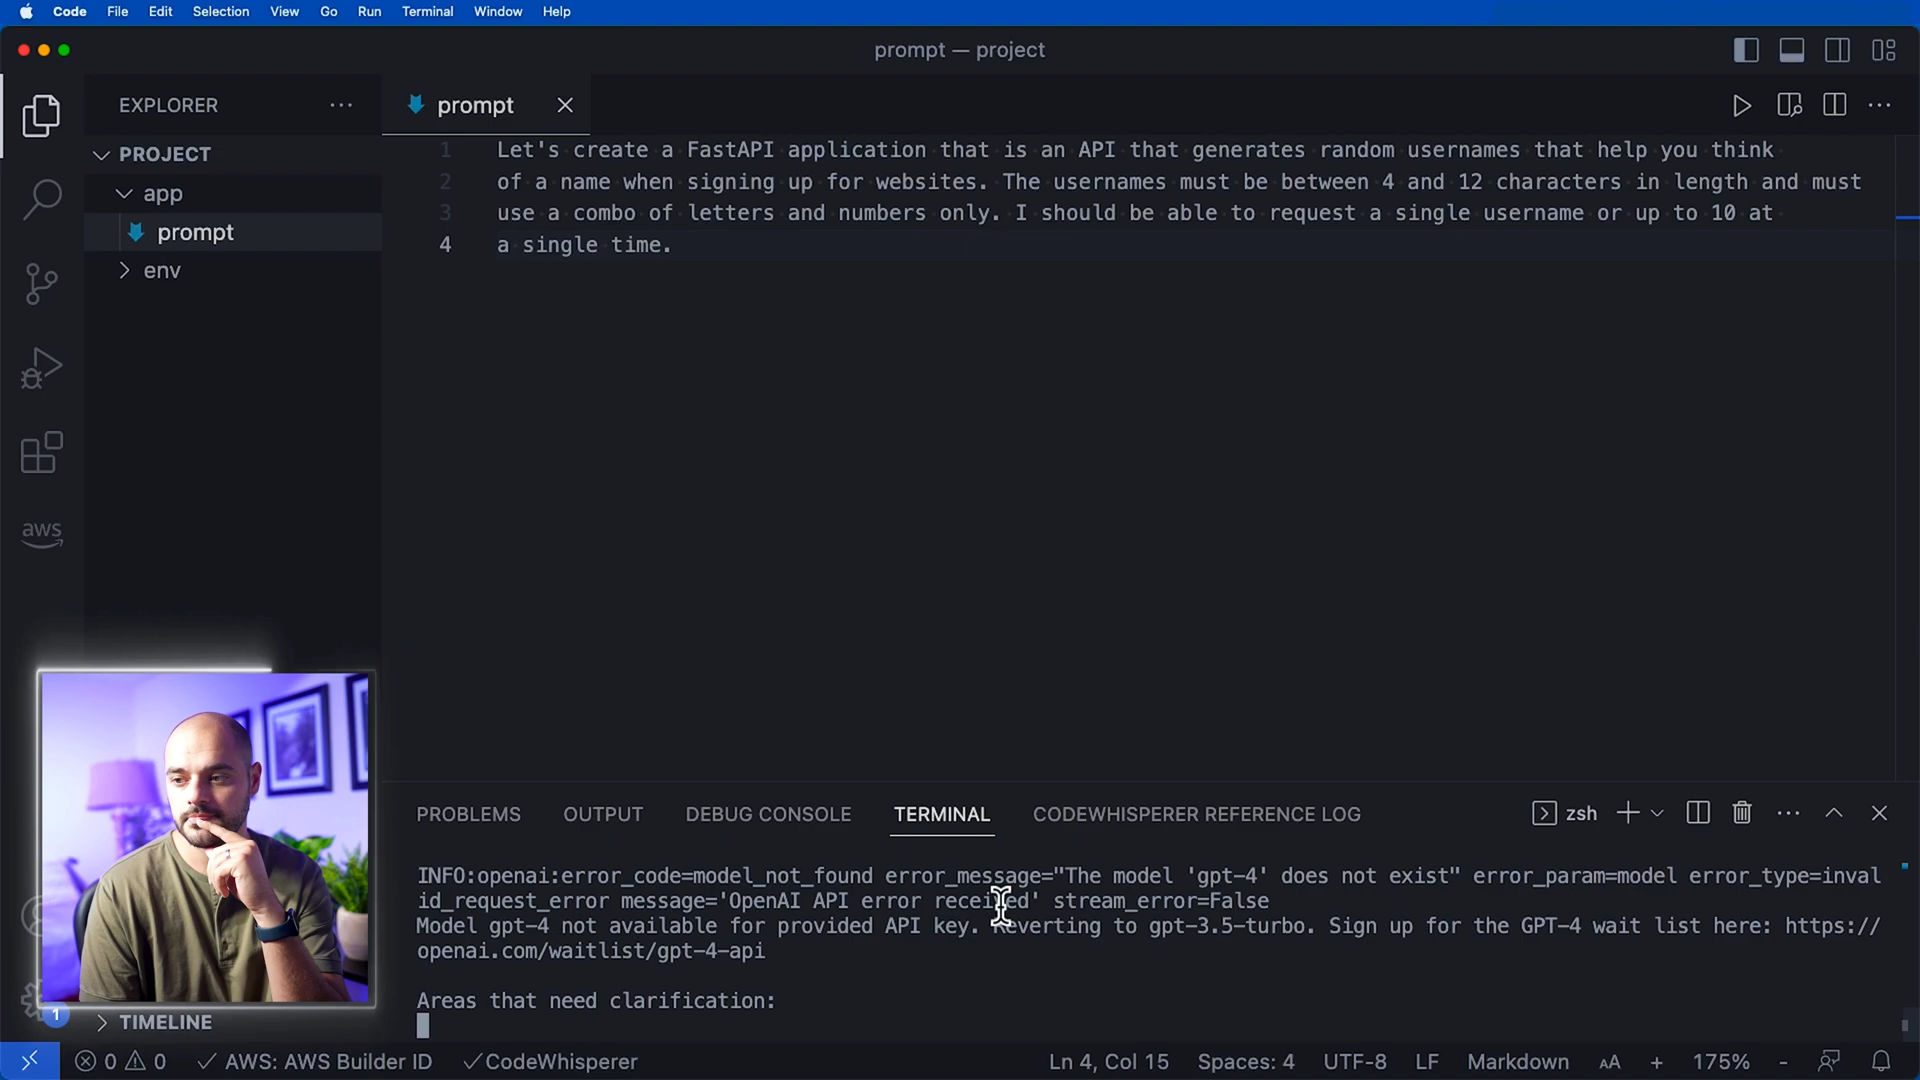 Code File Edit Selection View Go Run Terminal Window Help
prompt — project
EXPLORER
prompt
PROJECT
app
prompt
env
1 Let's create a FastAPI application that is an API that generates random usernames that help you think
2 of a name when signing up for websites. The usernames must be between 4 and 12 characters in length and must
3 use a combo of letters and numbers only. I should be able to request a single username or up to 10 at
4 a single time.
aws
PROBLEMS OUTPUT DEBUG CONSOLE TERMINAL CODEWHISPERER REFERENCE LOG zsh
INFO:openai:error_code=model_not_found error_message="The model 'gpt-4' does not exist" error_param=model error_type=inval
id_request_error message='OpenAI API error received' stream_error=False
Model gpt-4 not available for provided API key. Reverting to gpt-3.5-turbo. Sign up for the GPT-4 wait list here: https://
openai.com/waitlist/gpt-4-api
Areas that need clarification:
1
TIMELINE
0 0 AWS: AWS Builder ID CodeWhisperer Ln 4, Col 15 Spaces: 4 UTF-8 LF Markdown AA + 175% -